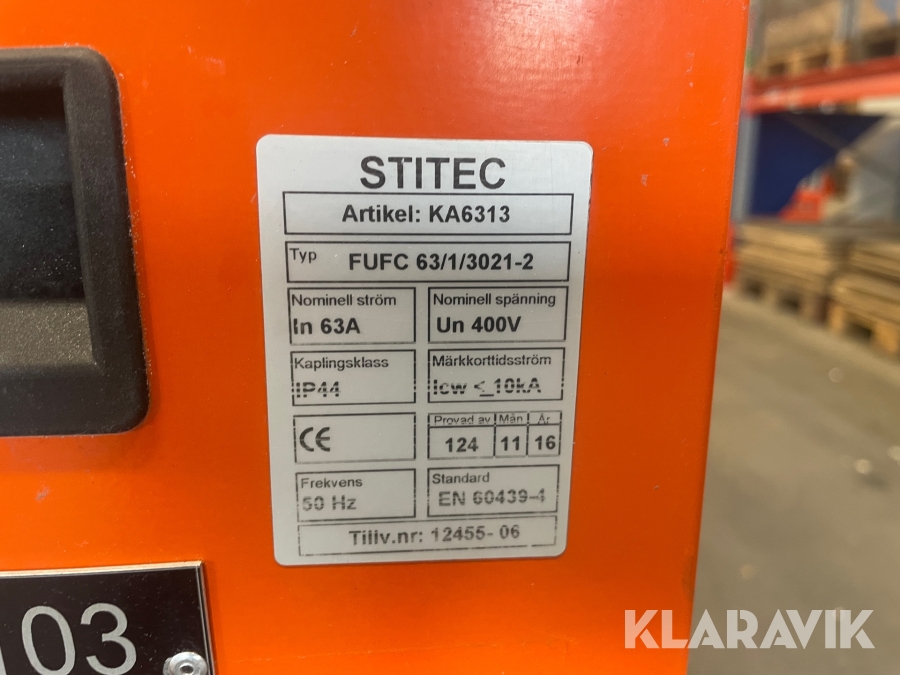 STITEC
Artikel: KA6313
Typ FUFC 63/1/3021-2
Nominell ström Nominell spänning
In 63A Un 400V
Kaplingsklass Märkkorttidsström
IP44 Icw <_10kA
CE Provad av Mån År
124 11 16
Frekvens Standard
50 Hz EN 60439-4
Tillv.nr: 12455-06
103
KLARAVIK